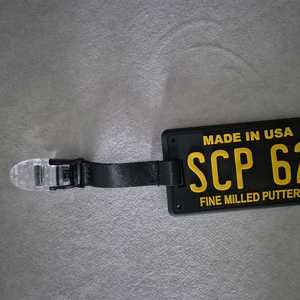 MADE IN USA
SCP 62
FINE MILLED PUTTER